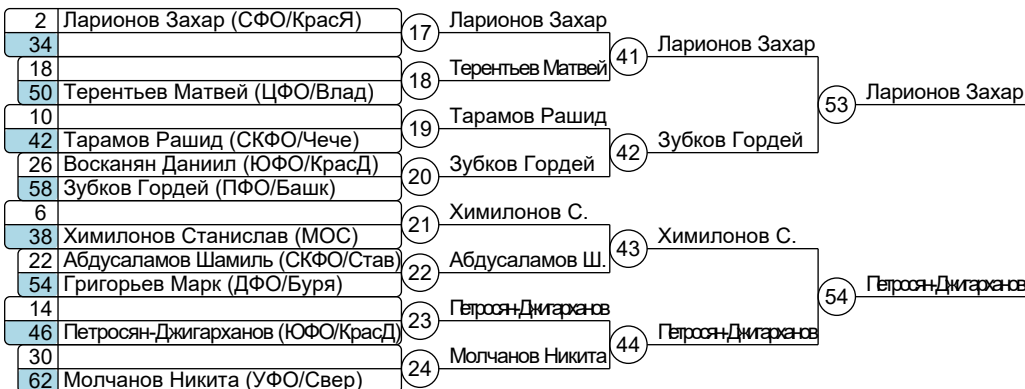 2 Ларионов Захар (СФО/КрасЯ)
34
18
50 Терентьев Матвей (ЦФО/Влад)
10
42 Тарамов Рашид (СКФО/Чече)
26 Восканян Даниил (ЮФО/КрасД)
58 Зубков Гордей (ПФО/Башк)
6
38 Химилонов Станислав (МОС)
22 Абдусаламов Шамиль (СКФО/Став)
54 Григорьев Марк (ДФО/Буря)
14
46 Петросян-Джигарханов (ЮФО/КрасД)
30
62 Молчанов Никита (УФО/Свер)
17 Ларионов Захар
18 Терентьев Матвей
19 Тарамов Рашид
20 Зубков Гордей
21 Химилонов С.
22 Абдусаламов Ш.
23 Петросян-Джигарханов
24 Молчанов Никита
41 Ларионов Захар
42 Зубков Гордей
43 Химилонов С.
44 Петросян-Джигарханов
53 Ларионов Захар
54 Петросян-Джигарханов